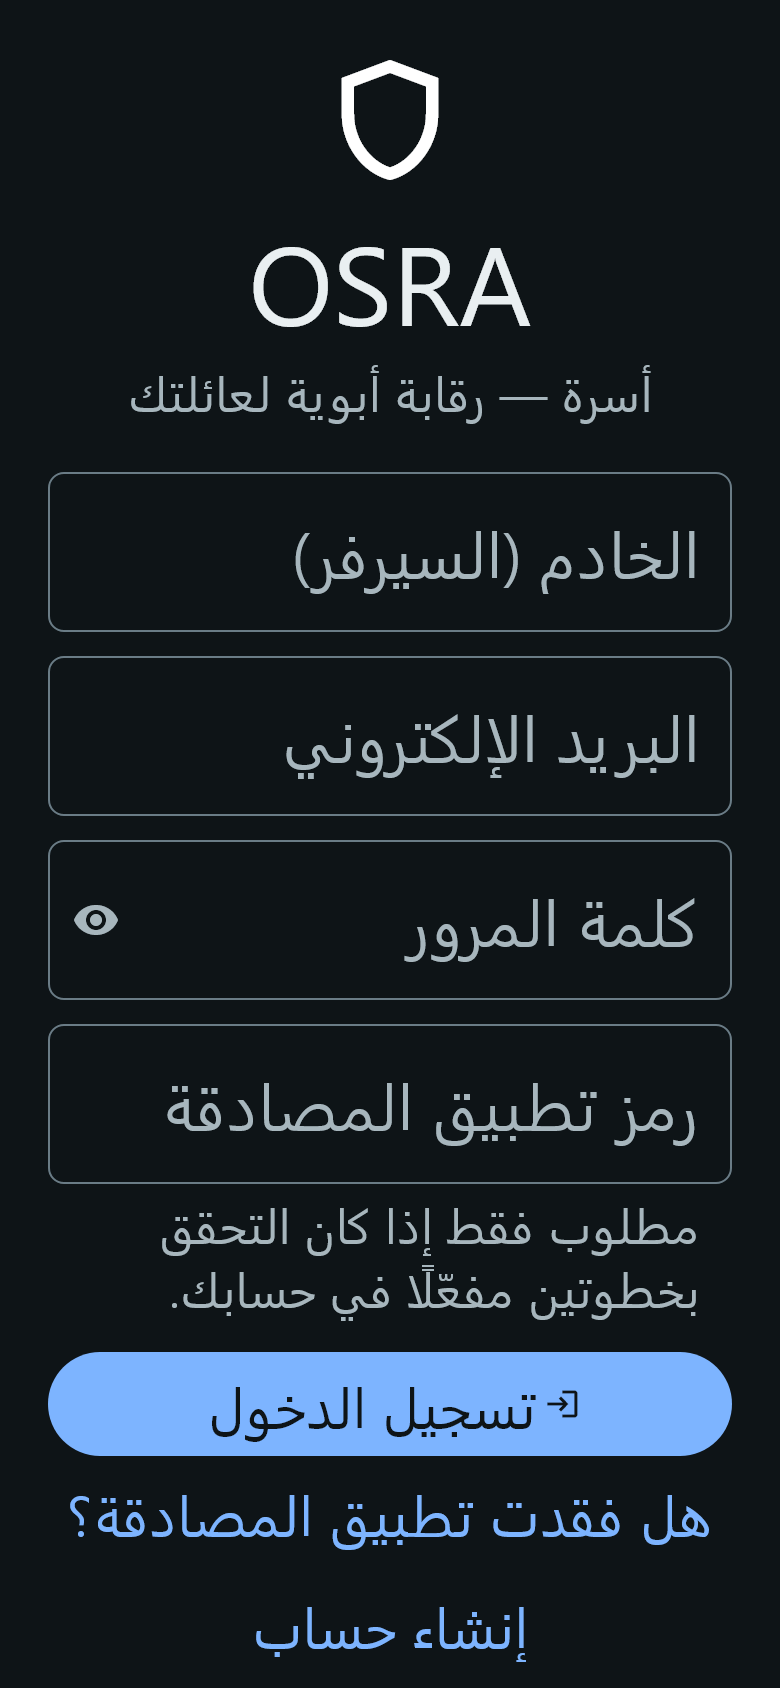 OSRA
أسرة — رقابة أبوية لعائلتك
الخادم (السيرفر)
البريد الإلكتروني
كلمة المرور
رمز تطبيق المصادقة
مطلوب فقط إذا كان التحقق
بخطوتين مفعّلًا في حسابك.
تسجيل الدخول
هل فقدت تطبيق المصادقة؟
إنشاء حساب